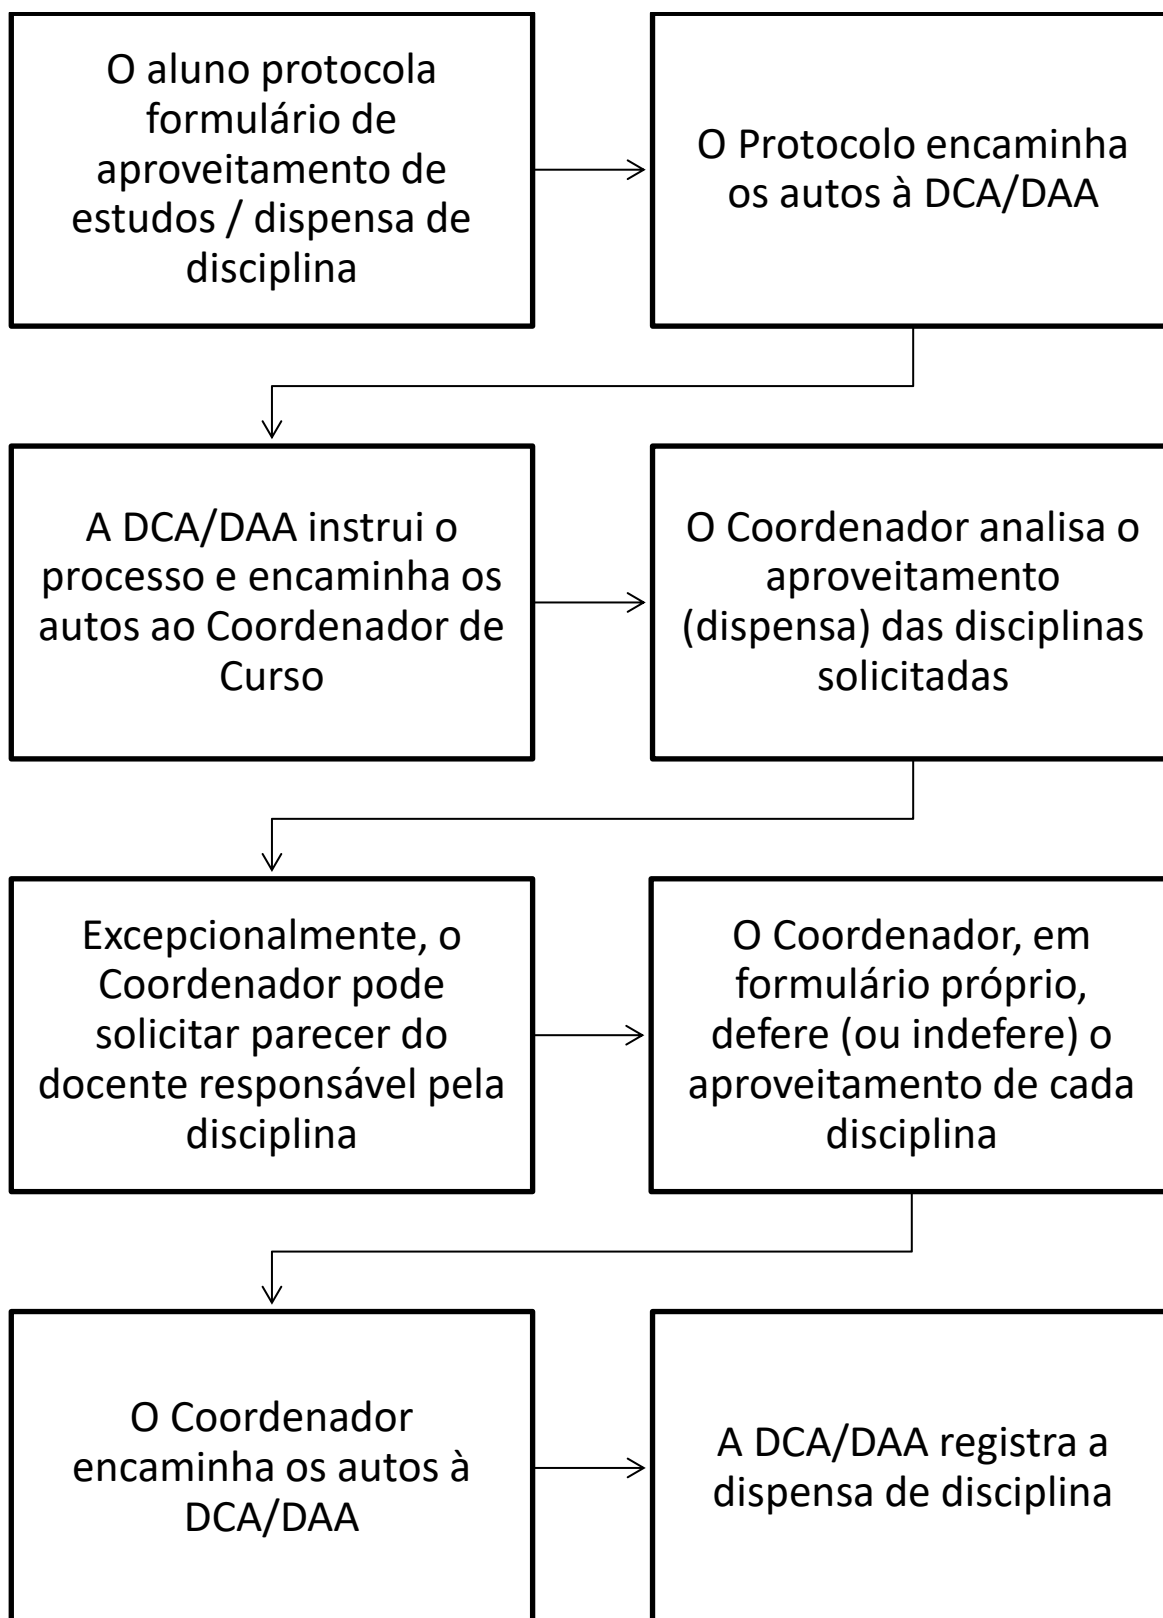 O aluno protocola
formulário de
aproveitamento de
estudos / dispensa de
disciplina
O Protocolo encaminha
os autos à DCA/DAA
A DCA/DAA instrui o
processo e encaminha os
autos ao Coordenador de
Curso
O Coordenador analisa o
aproveitamento
(dispensa) das disciplinas
solicitadas
Excepcionalmente, o
Coordenador pode
solicitar parecer do
docente responsável pela
disciplina
O Coordenador, em
formulário próprio,
defere (ou indefere) o
aproveitamento de cada
disciplina
O Coordenador
encaminha os autos à
DCA/DAA
A DCA/DAA registra a
dispensa de disciplina